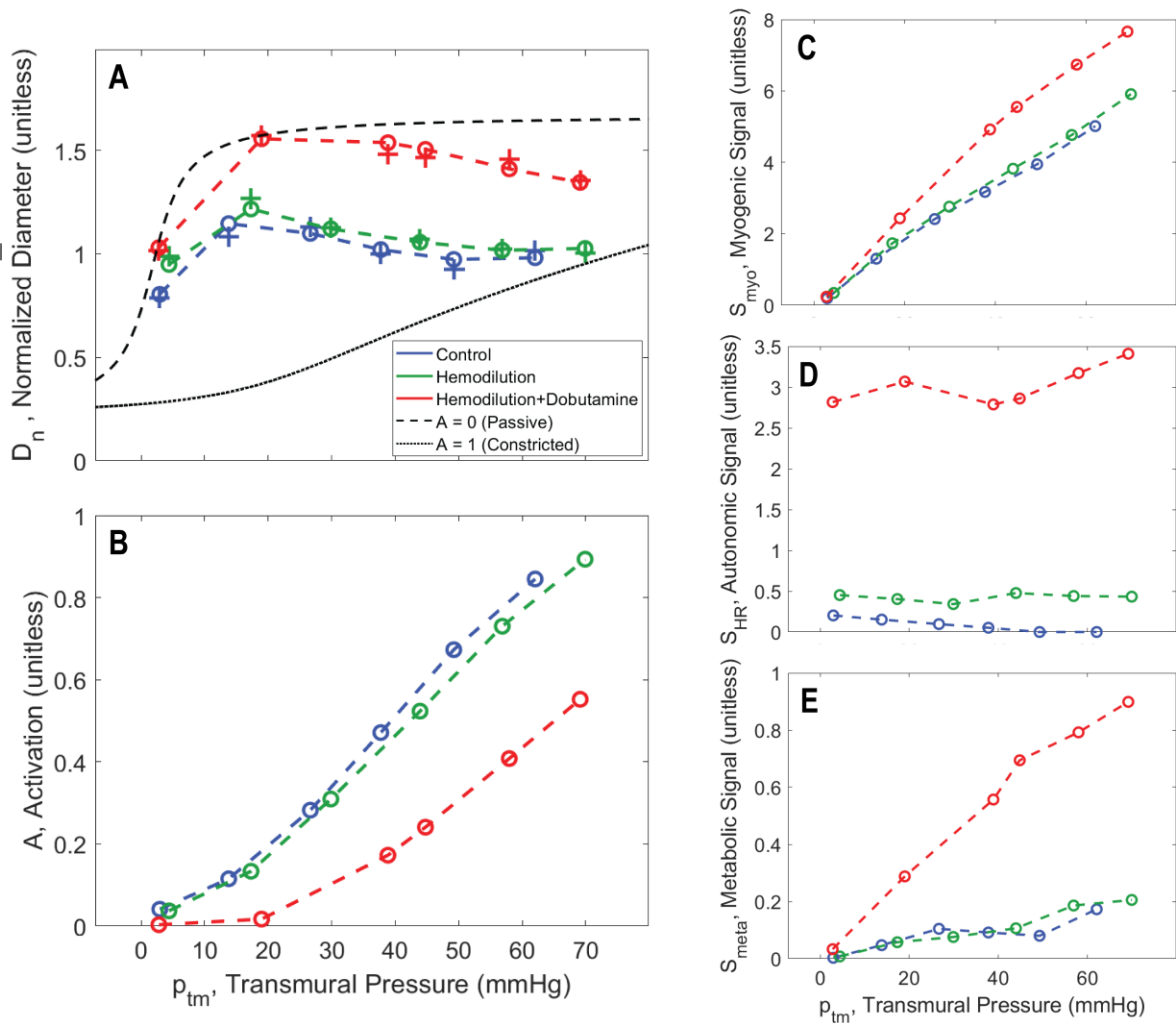 A
D_n , Normalized Diameter (unitless)
1.5
1
0.5
0
Control
Hemodilution
Hemodilution+Dobutamine
A = 0 (Passive)
A = 1 (Constricted)
B
A, Activation (unitless)
1
0.8
0.6
0.4
0.2
0
0 10 20 30 40 50 60 70
p_tm, Transmural Pressure (mmHg)
C
S_myo, Myogenic Signal (unitless)
8
6
4
2
0
D
S_HR, Autonomic Signal (unitless)
3.5
3
2.5
2
1.5
1
0.5
0
E
S_meta, Metabolic Signal (unitless)
1
0.8
0.6
0.4
0.2
0
0 20 40 60
p_tm, Transmural Pressure (mmHg)